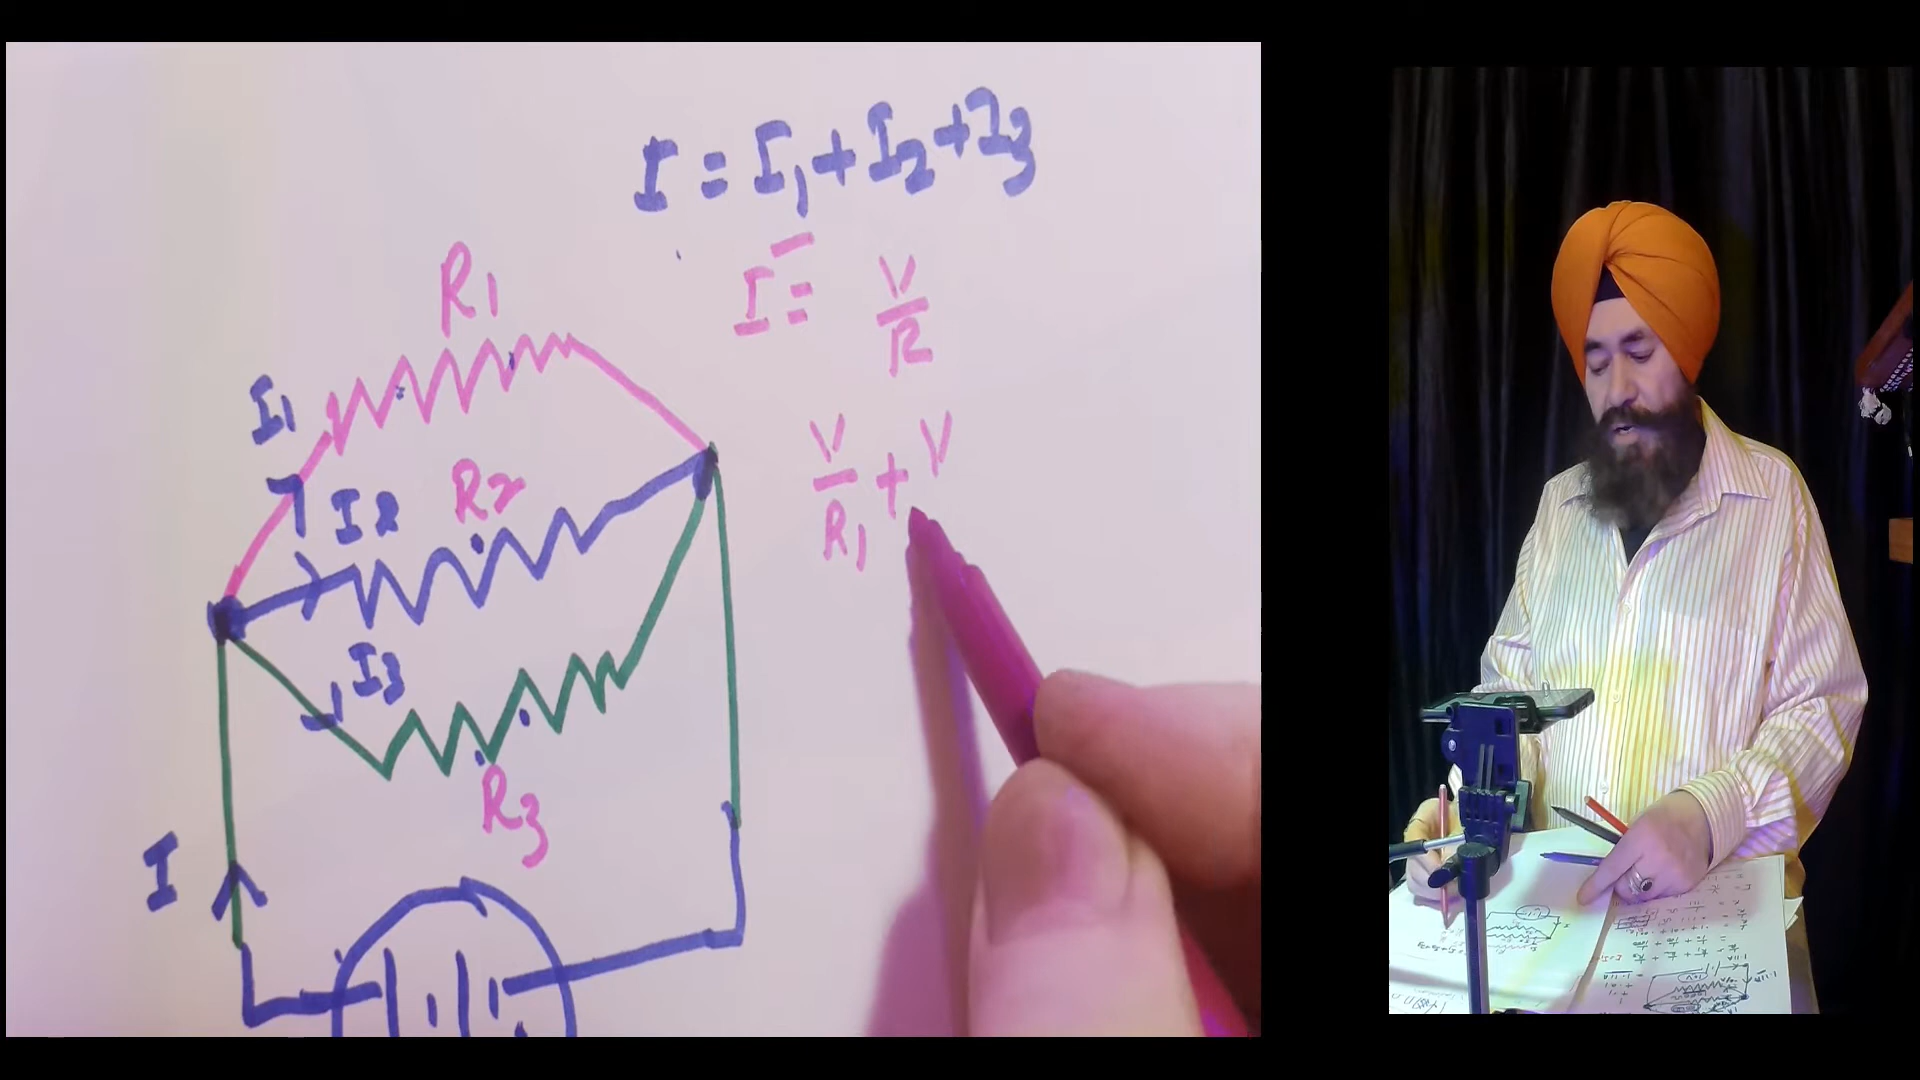 I = I1 + I2 + I3
I = V/R
V/R1 + V
R1
I1
R2
I2
I3
R3
I